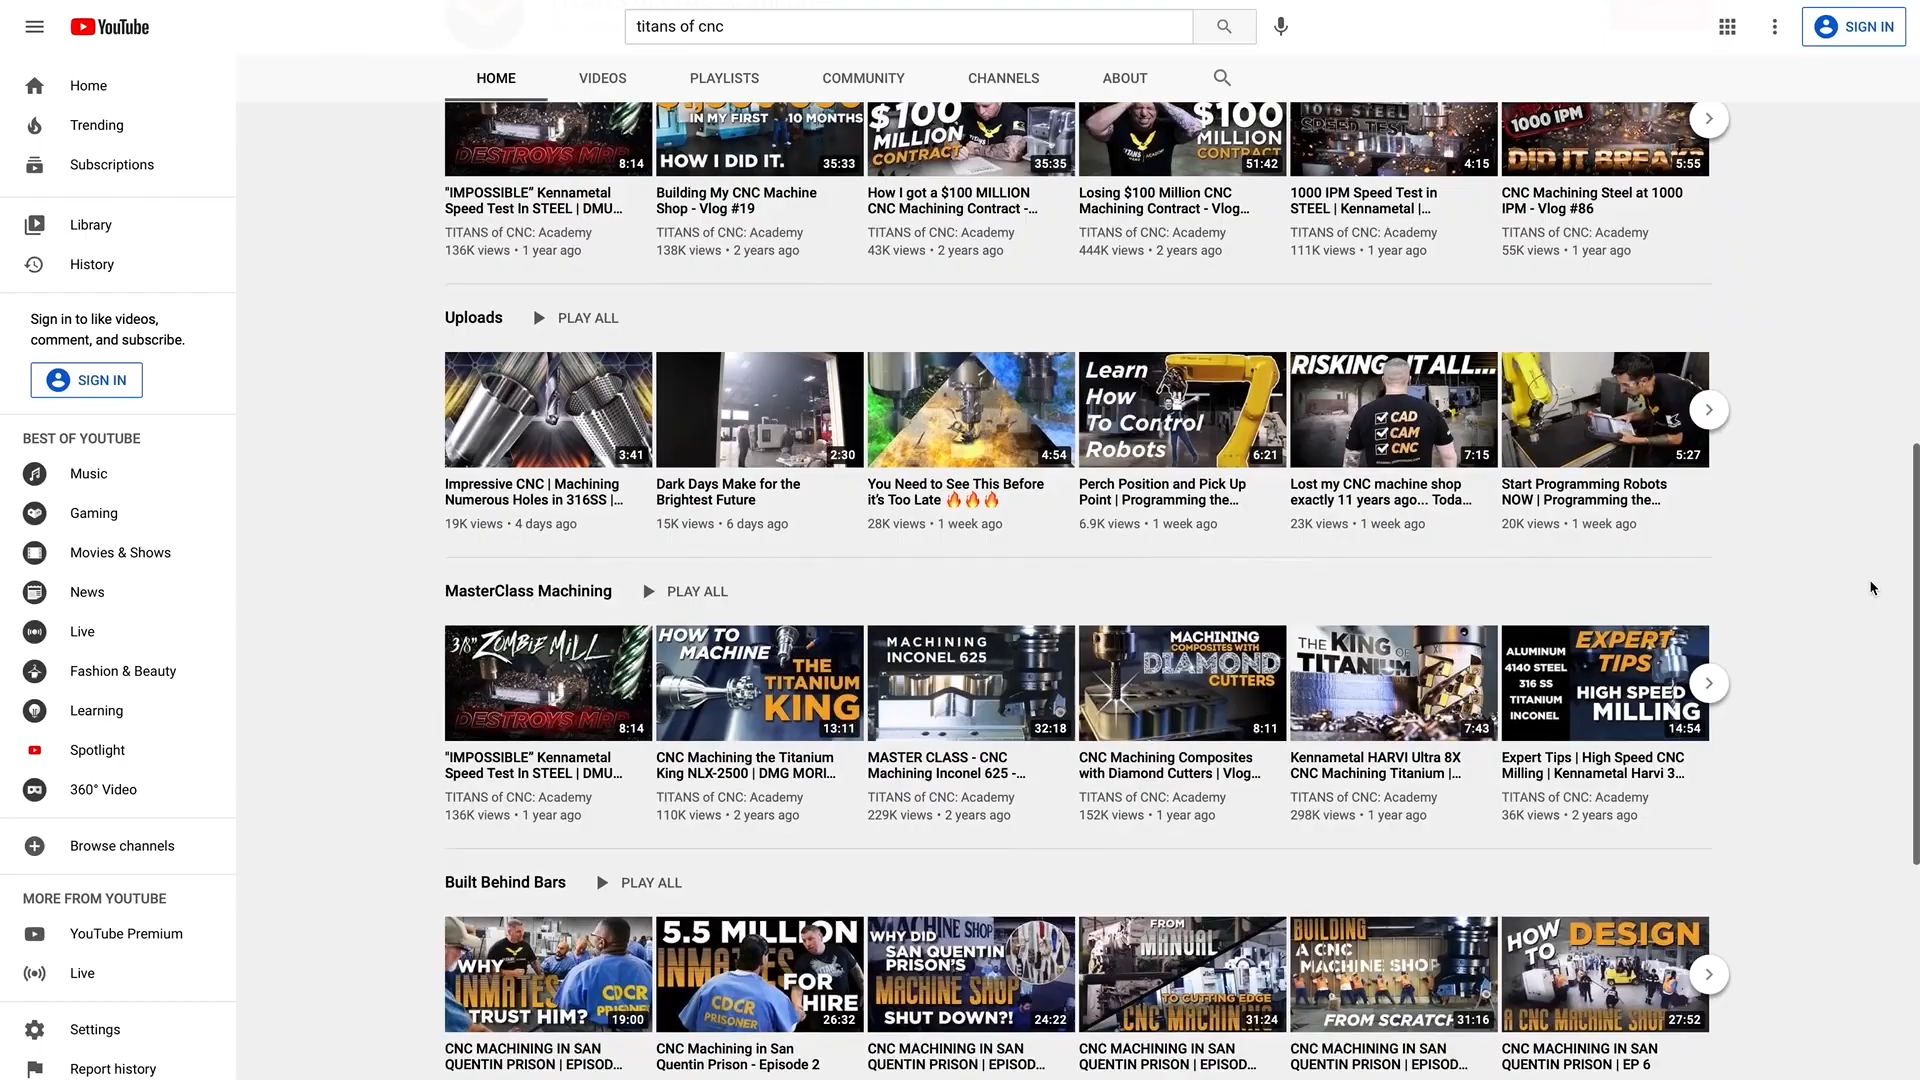 YouTube
titans of cnc
SIGN IN
HOME VIDEOS PLAYLISTS COMMUNITY CHANNELS ABOUT
Home
Trending
Subscriptions
Library
History
Sign in to like videos,
comment, and subscribe.
SIGN IN
BEST OF YOUTUBE
Music
Gaming
Movies & Shows
News
Live
Fashion & Beauty
Learning
Spotlight
360° Video
Browse channels
MORE FROM YOUTUBE
YouTube Premium
Live
Settings
Report history
DESTROYS
8:14
"IMPOSSIBLE" Kennametal
Speed Test In STEEL | DMU...
TITANS of CNC: Academy
136K views • 1 year ago
IN MY FIRST 10 MONTHS
HOW I DID IT.
35:33
Building My CNC Machine
Shop - Vlog #19
TITANS of CNC: Academy
138K views • 2 years ago
$100
MILLION
CONTRACT
35:35
How I got a $100 MILLION
CNC Machining Contract -...
TITANS of CNC: Academy
43K views • 2 years ago
$100
MILLION
CONTRACT
51:42
Losing $100 Million CNC
Machining Contract - Vlog...
TITANS of CNC: Academy
444K views • 2 years ago
1018 STEEL
SPEED TEST
4:15
1000 IPM Speed Test in
STEEL | Kennametal |...
TITANS of CNC: Academy
111K views • 1 year ago
1000 IPM
DID IT BREAK
5:55
CNC Machining Steel at 1000
IPM - Vlog #86
TITANS of CNC: Academy
55K views • 1 year ago
Uploads PLAY ALL
3:41
Impressive CNC | Machining
Numerous Holes in 316SS |...
19K views • 4 days ago
2:30
Dark Days Make for the
Brightest Future
15K views • 6 days ago
4:54
You Need to See This Before
it's Too Late 🔥🔥🔥
28K views • 1 week ago
Learn
How
To Control
Robots
6:21
Perch Position and Pick Up
Point | Programming the...
6.9K views • 1 week ago
RISKING IT ALL...
CAD
CAM
CNC
7:15
Lost my CNC machine shop
exactly 11 years ago... Toda...
23K views • 1 week ago
5:27
Start Programming Robots
NOW | Programming the...
20K views • 1 week ago
MasterClass Machining PLAY ALL
3/8" ZOMBIE MILL
DESTROYS
8:14
"IMPOSSIBLE" Kennametal
Speed Test In STEEL | DMU...
TITANS of CNC: Academy
136K views • 1 year ago
HOW TO
MACHINE
THE
TITANIUM
KING
13:11
CNC Machining the Titanium
King NLX-2500 | DMG MORI...
TITANS of CNC: Academy
110K views • 2 years ago
MACHINING
INCONEL 625
32:18
MASTER CLASS - CNC
Machining Inconel 625 -...
TITANS of CNC: Academy
229K views • 2 years ago
MACHINING
COMPOSITES WITH
DIAMOND
CUTTERS
8:11
CNC Machining Composites
with Diamond Cutters | Vlog...
TITANS of CNC: Academy
152K views • 1 year ago
THE KING OF
TITANIUM
7:43
Kennametal HARVI Ultra 8X
CNC Machining Titanium |...
TITANS of CNC: Academy
298K views • 1 year ago
ALUMINUM
4140 STEEL
316 SS
TITANIUM
INCONEL
EXPERT
TIPS
HIGH SPEED
MILLING
14:54
Expert Tips | High Speed CNC
Milling | Kennametal Harvi 3...
TITANS of CNC: Academy
36K views • 2 years ago
Built Behind Bars PLAY ALL
WHY
INMATES
TRUST HIM?
CDCR
PRISONER
19:00
CNC MACHINING IN SAN
QUENTIN PRISON | EPISOD...
5.5 MILLION
INMATES
FOR
HIRE
CDCR
PRISONER
26:32
CNC Machining in San
Quentin Prison - Episode 2
MACHINE SHOP
WHY DID
SAN QUENTIN
PRISON'S
MACHINE SHOP
SHUT DOWN?!
24:22
CNC MACHINING IN SAN
QUENTIN PRISON | EPISOD...
FROM
MANUAL
TO CUTTING EDGE
CNC MACHINING
31:24
CNC MACHINING IN SAN
QUENTIN PRISON | EPISOD...
BUILDING
A CNC
MACHINE SHOP
FROM SCRATCH
31:16
CNC MACHINING IN SAN
QUENTIN PRISON | EPISOD...
HOW
TO
DESIGN
A CNC MACHINE SHOP
27:52
CNC MACHINING IN SAN
QUENTIN PRISON | EP 6